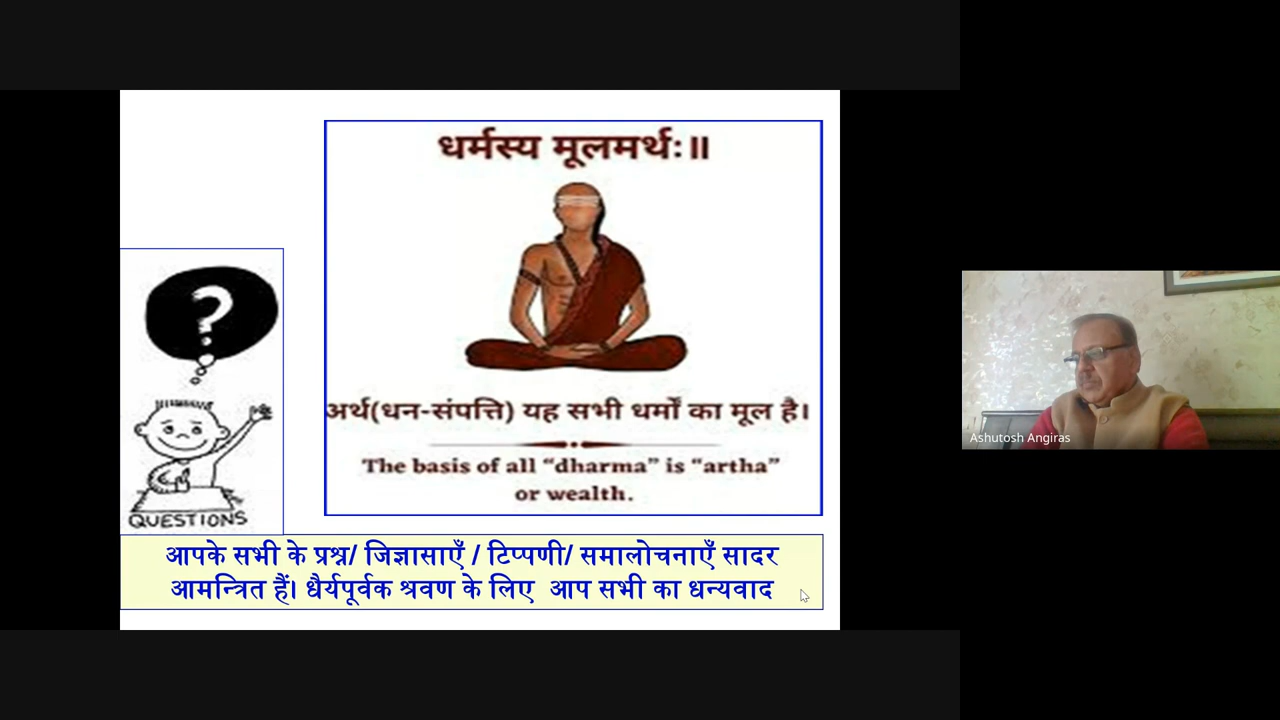 धर्मस्य मूलमर्थः॥
अर्थ(धन-संपत्ति) यह सभी धर्मों का मूल है।
The basis of all “dharma” is “artha”
or wealth.
?
QUESTIONS
आपके सभी के प्रश्न/ जिज्ञासाएँ / टिप्पणी/ समालोचनाएँ सादर
आमन्त्रित हैं। धैर्यपूर्वक श्रवण के लिए आप सभी का धन्यवाद
Ashutosh Angiras